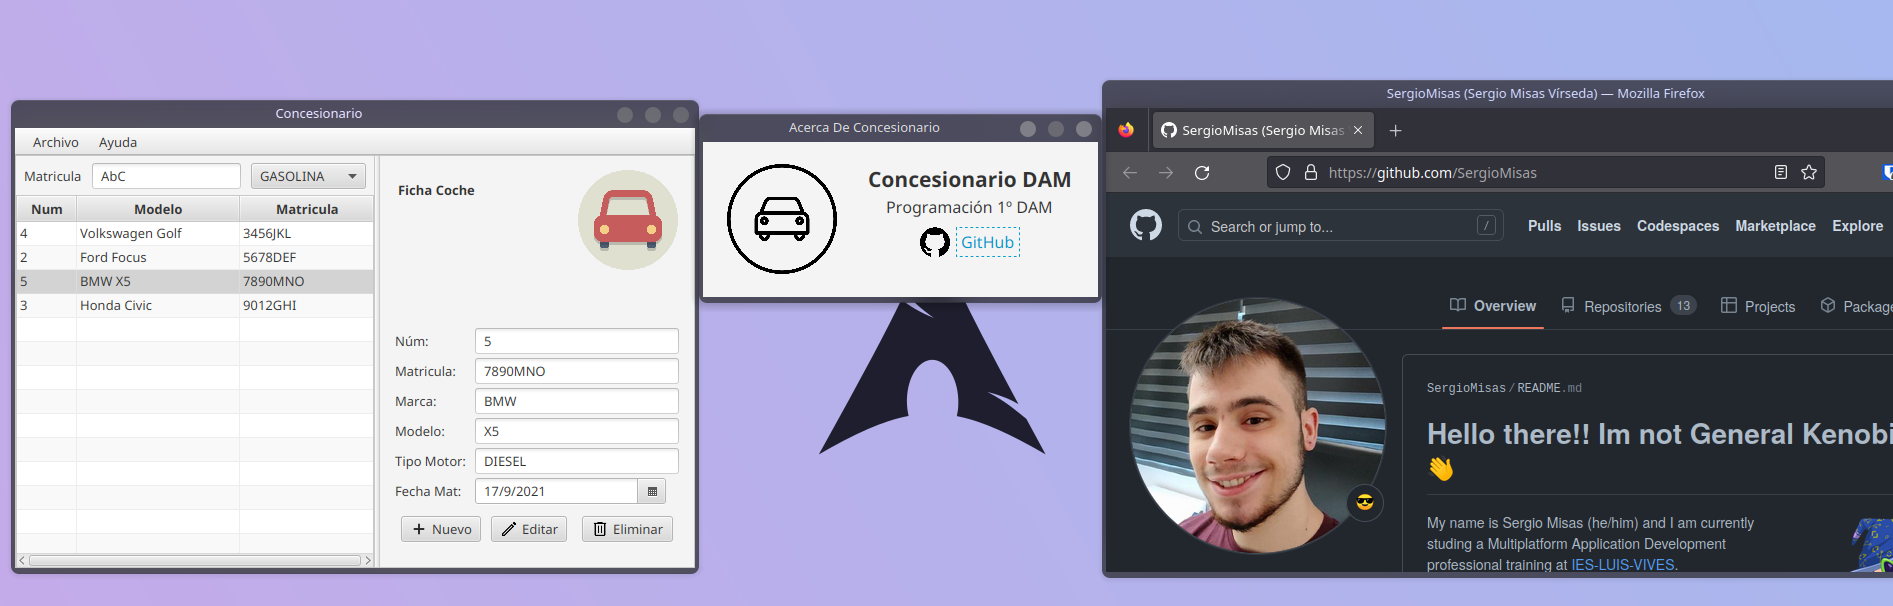 Concesionario
Archivo Ayuda
Matricula AbC GASOLINA
Num Modelo Matricula
4 Volkswagen Golf 3456JKL
2 Ford Focus 5678DEF
5 BMW X5 7890MNO
3 Honda Civic 9012GHI
Ficha Coche
Núm: 5
Matricula: 7890MNO
Marca: BMW
Modelo: X5
Tipo Motor: DIESEL
Fecha Mat: 17/9/2021
Nuevo Editar Eliminar
Acerca De Concesionario
Concesionario DAM
Programación 1º DAM
GitHub
SergioMisas (Sergio Misas Vírseda) — Mozilla Firefox
SergioMisas (Sergio Misas
https://github.com/SergioMisas
Search or jump to... / Pulls Issues Codespaces Marketplace Explore
Overview Repositories 13 Projects Package
SergioMisas/README.md
Hello there!! Im not General Kenobi
My name is Sergio Misas (he/him) and I am currently
studing a Multiplatform Application Development
professional training at IES-LUIS-VIVES.